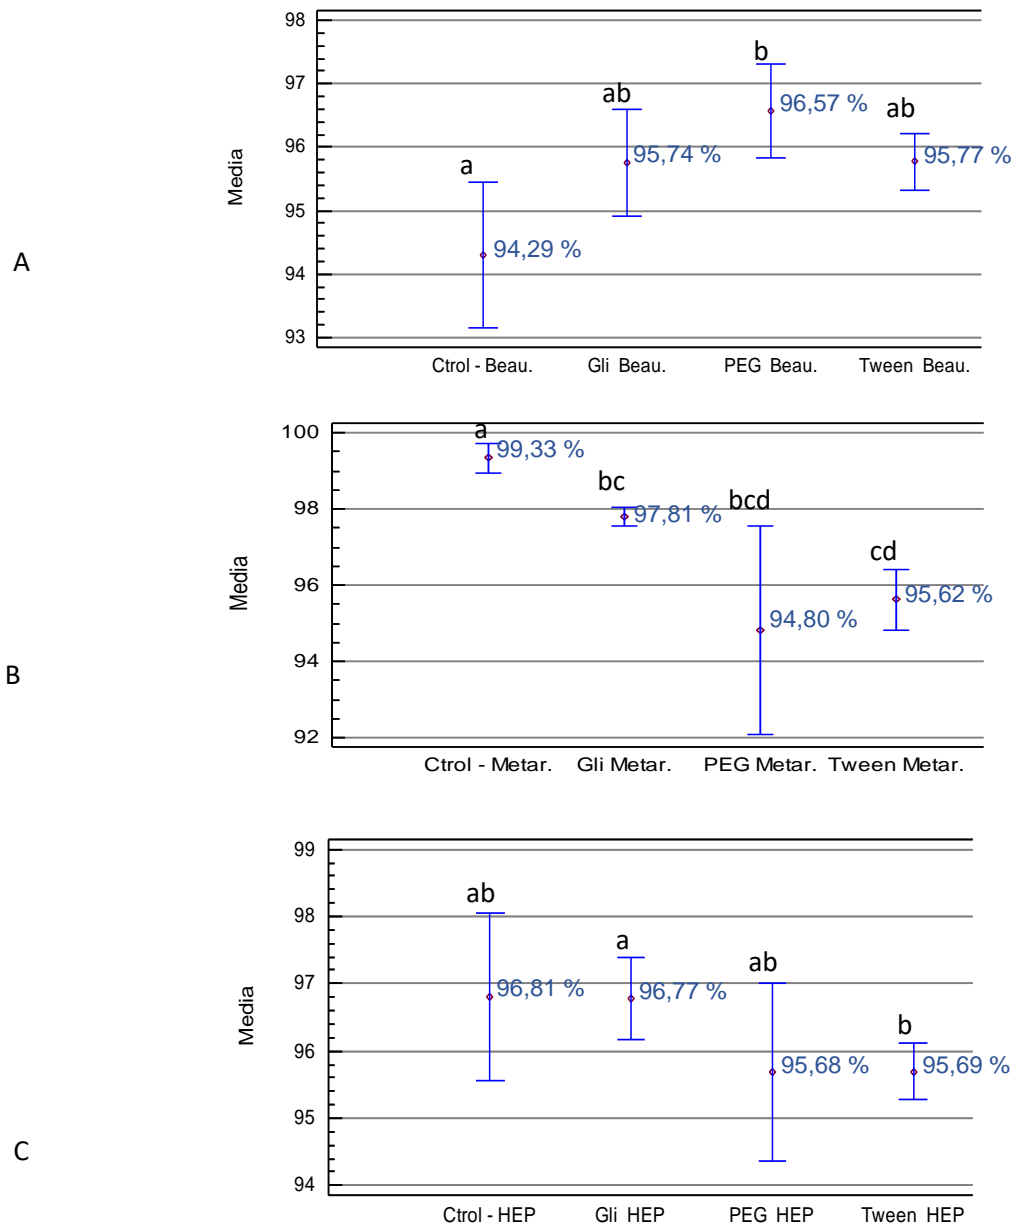 A
Media
98
97
96
95
94
93
a
ab
b
ab
94,29 %
95,74 %
96,57 %
95,77 %
Ctrol - Beau.
Gli Beau.
PEG Beau.
Tween Beau.
B
Media
100
98
96
94
92
a
bc
bcd
cd
99,33 %
97,81 %
94,80 %
95,62 %
Ctrol - Metar.
Gli Metar.
PEG Metar.
Tween Metar.
C
Media
99
98
97
96
95
94
ab
a
ab
b
96,81 %
96,77 %
95,68 %
95,69 %
Ctrol - HEP
Gli HEP
PEG HEP
Tween HEP